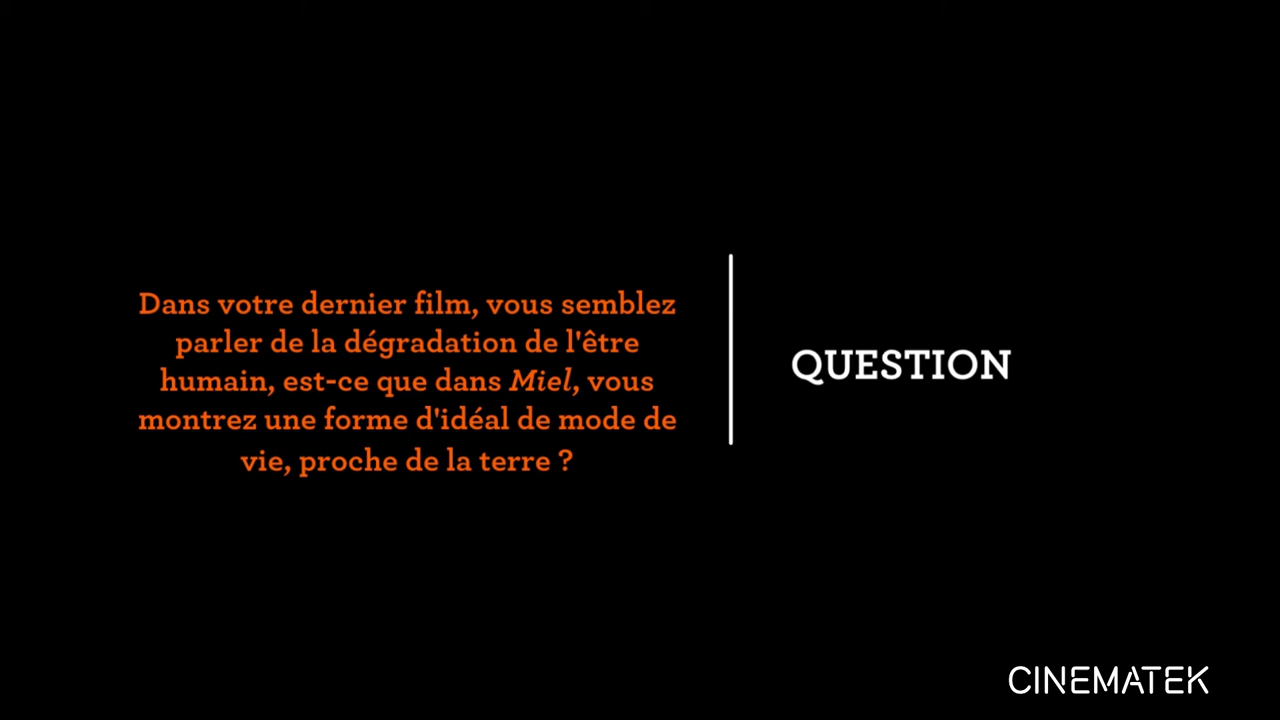 Dans votre dernier film, vous semblez
parler de la dégradation de l'être
humain, est-ce que dans Miel, vous
montrez une forme d'idéal de mode de
vie, proche de la terre ?
QUESTION
CINEMATEK